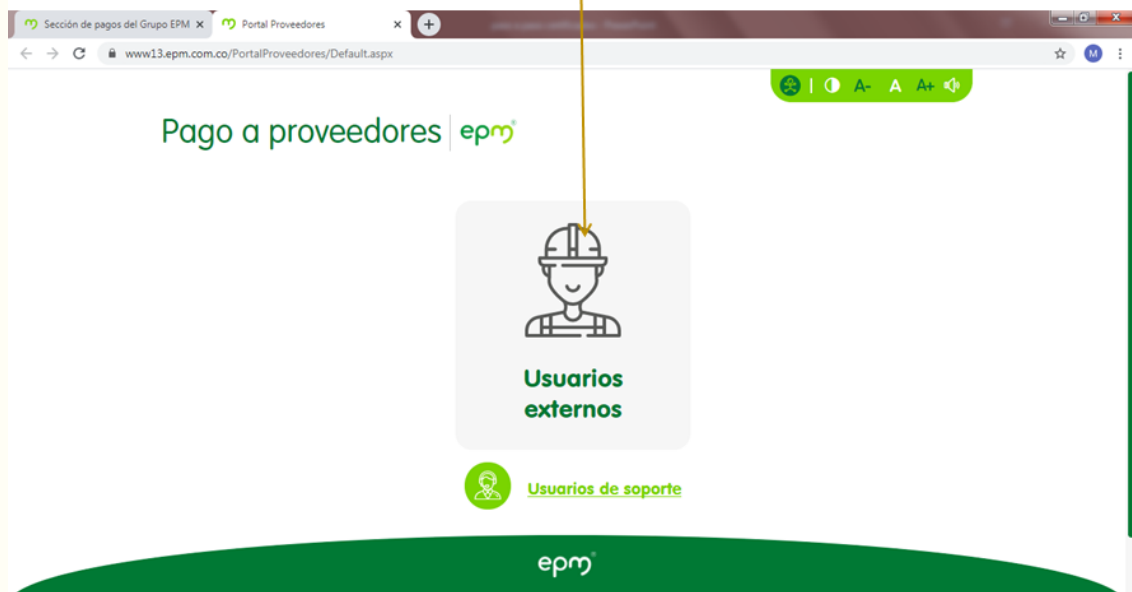 Sección de pagos del Grupo EPM
Portal Proveedores
www13.epm.com.co/PortalProveedores/Default.aspx
M
A- A A+
Pago a proveedores epm®
Usuarios
externos
Usuarios de soporte
epm®